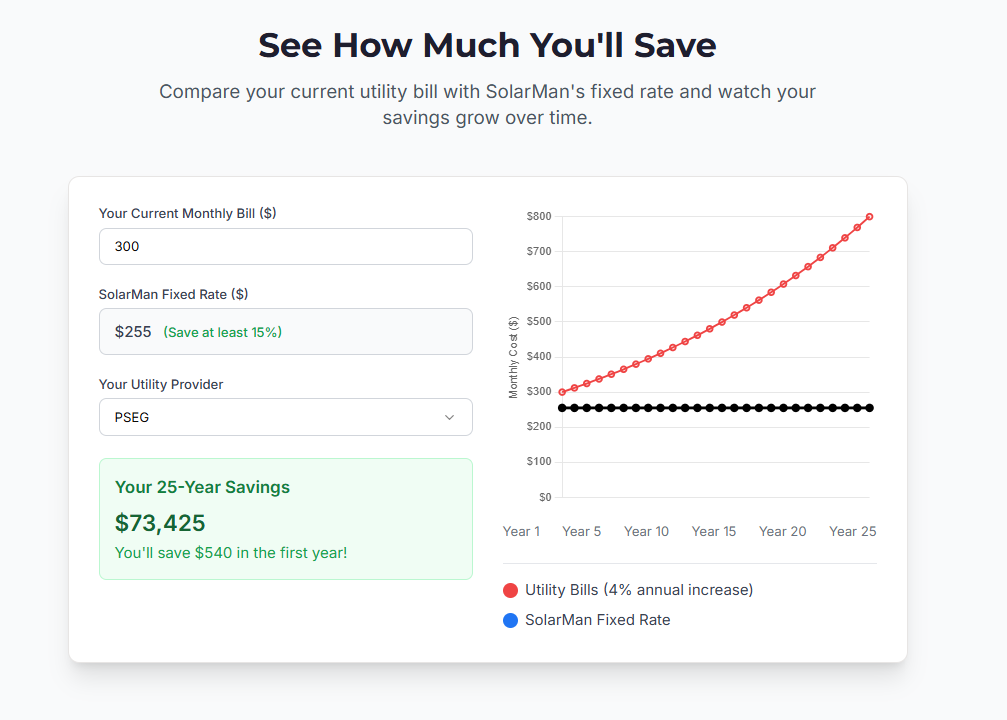 See How Much You'll Save
Compare your current utility bill with SolarMan's fixed rate and watch your
savings grow over time.
Your Current Monthly Bill ($)
300
SolarMan Fixed Rate ($)
$255 (Save at least 15%)
Your Utility Provider
PSEG
Your 25-Year Savings
$73,425
You'll save $540 in the first year!
Monthly Cost ($)
$800
$700
$600
$500
$400
$300
$200
$100
$0
Year 1 Year 5 Year 10 Year 15 Year 20 Year 25
Utility Bills (4% annual increase)
SolarMan Fixed Rate